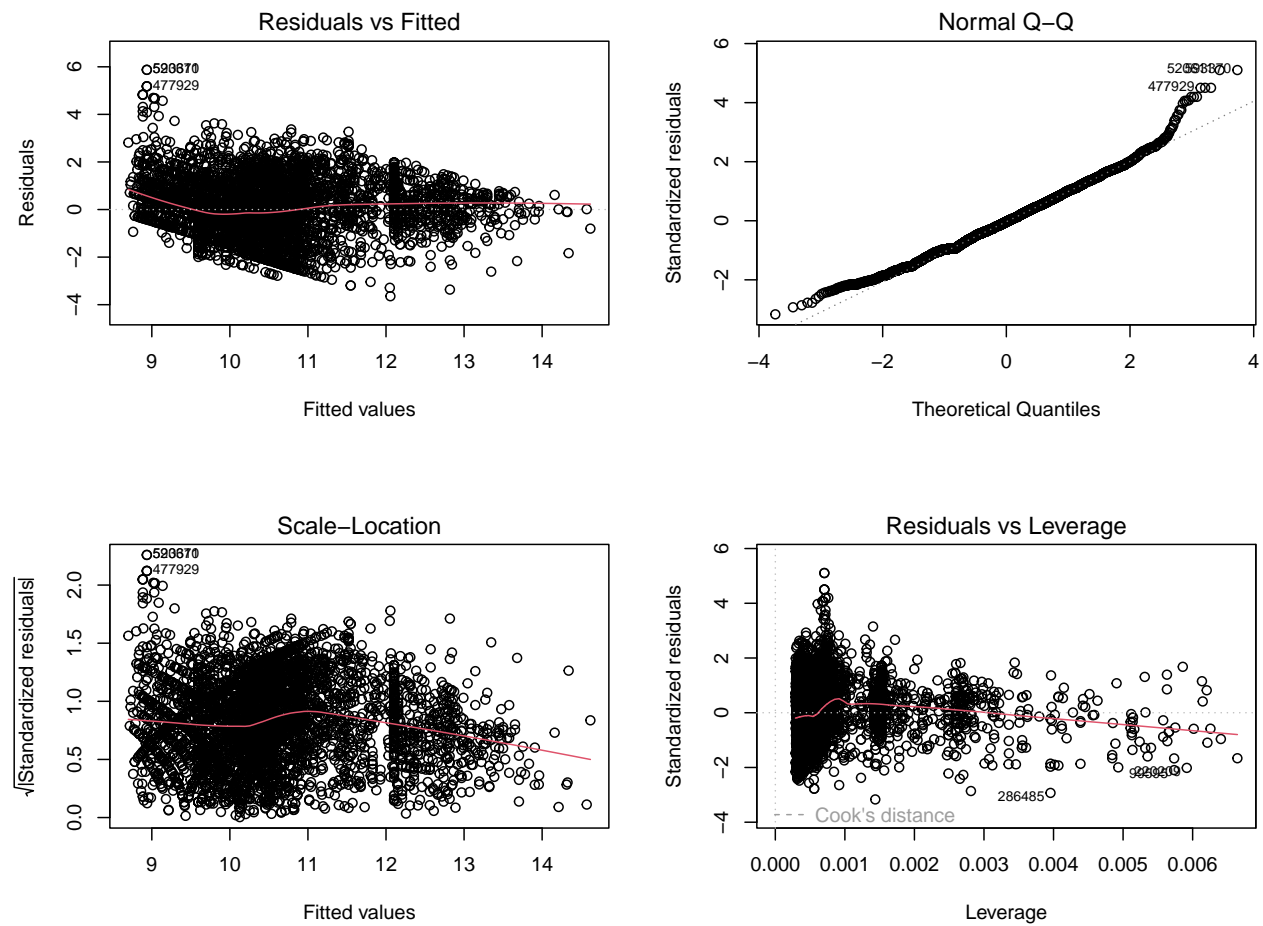 Residuals vs Fitted
Residuals
6
4
2
0
−2
−4
477929
9 10 11 12 13 14
Fitted values
Normal Q−Q
Standardized residuals
6
4
2
0
−2
477929
−4 −2 0 2 4
Theoretical Quantiles
Scale−Location
√|Standardized residuals|
2.0
1.5
1.0
0.5
0.0
477929
9 10 11 12 13 14
Fitted values
Residuals vs Leverage
Standardized residuals
6
4
2
0
−2
−4
286485
Cook's distance
0.000 0.001 0.002 0.003 0.004 0.005 0.006
Leverage